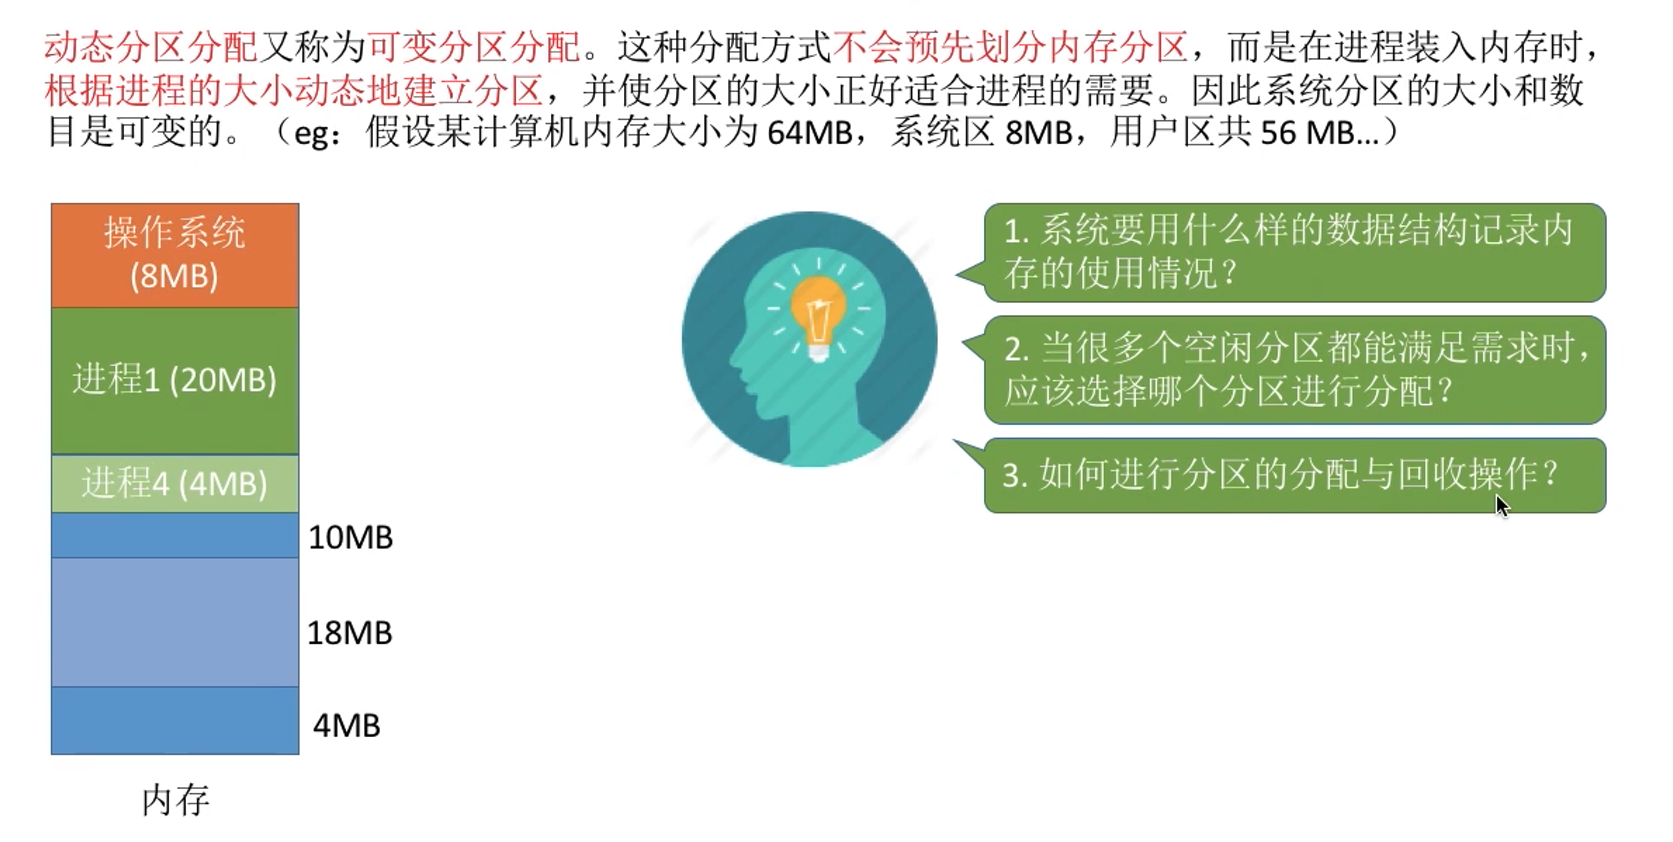 动态分区分配又称为可变分区分配。这种分配方式不会预先划分内存分区，而是在进程装入内存时，
根据进程的大小动态地建立分区，并使分区的大小正好适合进程的需要。因此系统分区的大小和数
目是可变的。（eg：假设某计算机内存大小为 64MB，系统区 8MB，用户区共 56 MB...）
操作系统
(8MB)
进程1 (20MB)
进程4 (4MB)
10MB
18MB
4MB
内存
1. 系统要用什么样的数据结构记录内
存的使用情况？
2. 当很多个空闲分区都能满足需求时，
应该选择哪个分区进行分配？
3. 如何进行分区的分配与回收操作？